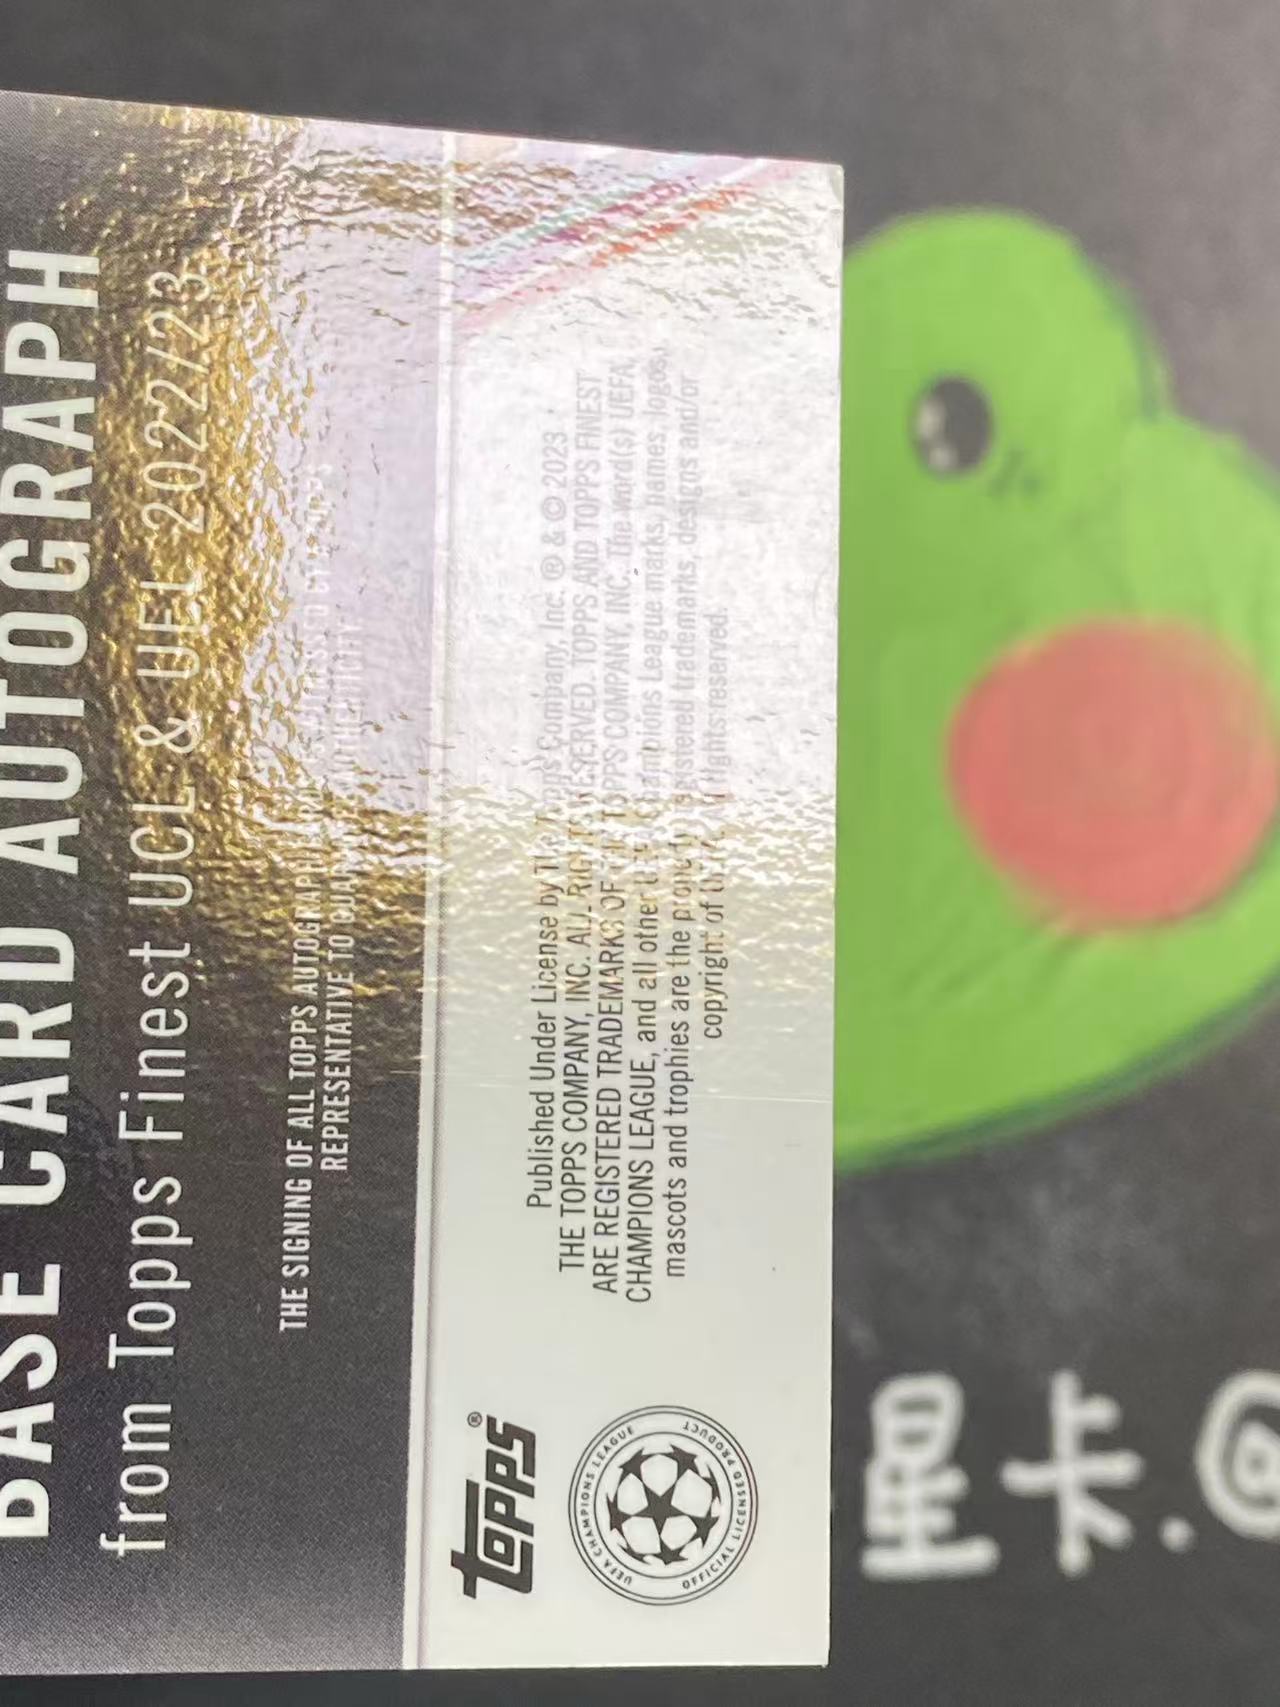 BASE CARD AUTOGRAPH
from Topps Finest UCL & UEL 2022/23
THE SIGNING OF ALL TOPPS AUTOGRAPH
REPRESENTATIVE TO GUARANTEE AUTHENTICITY
Published Under License by The Topps Company, Inc. ® & © 2023
THE TOPPS COMPANY, INC. ALL RIGHTS RESERVED. TOPPS AND TOPPS FINEST
ARE REGISTERED TRADEMARKS OF THE TOPPS COMPANY, INC. The word(s) UEFA,
CHAMPIONS LEAGUE, and all other UEFA Champions League marks, names, logos,
mascots and trophies are the property, registered trademarks, designs and/or
copyright of UEFA. All rights reserved.
topps®
UEFA CHAMPIONS LEAGUE
OFFICIAL LICENSED PRODUCT
卡